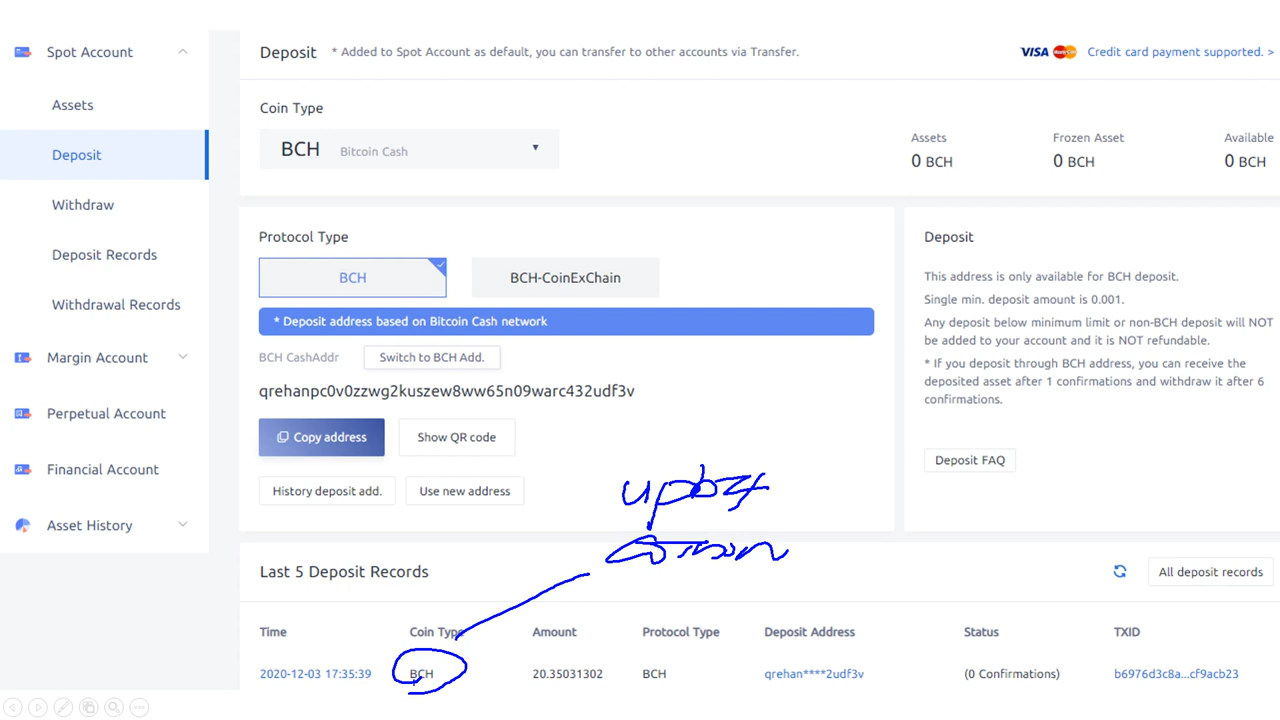 Spot Account
Deposit * Added to Spot Account as default, you can transfer to other accounts via Transfer.
VISA MasterCard Credit card payment supported. >
Assets
Deposit
Withdraw
Deposit Records
Withdrawal Records
Margin Account
Perpetual Account
Financial Account
Asset History
Coin Type
BCH Bitcoin Cash
Assets Frozen Asset Available
0 BCH 0 BCH 0 BCH
Protocol Type
BCH BCH-CoinExChain
* Deposit address based on Bitcoin Cash network
BCH CashAddr Switch to BCH Add.
qrehanpc0v0zzwg2kuszew8ww65n09warc432udf3v
Copy address Show QR code
History deposit add. Use new address
Deposit
This address is only available for BCH deposit.
Single min. deposit amount is 0.001.
Any deposit below minimum limit or non-BCH deposit will NOT
be added to your account and it is NOT refundable.
* If you deposit through BCH address, you can receive the
deposited asset after 1 confirmations and withdraw it after 6
confirmations.
Deposit FAQ
upbit
Last 5 Deposit Records All deposit records
Time Coin Type Amount Protocol Type Deposit Address Status TXID
2020-12-03 17:35:39 BCH 20.35031302 BCH qrehan****2udf3v (0 Confirmations) b6976d3c8a...cf9acb23